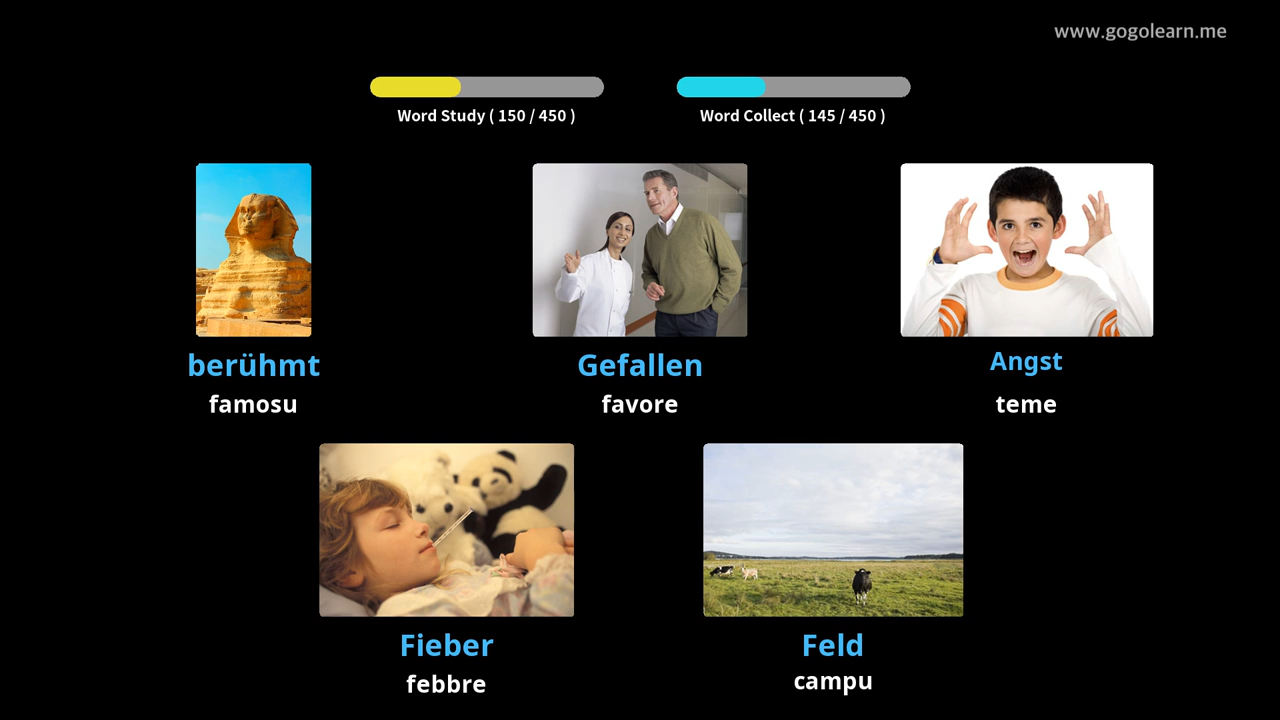 www.gogolearn.me
Word Study ( 150 / 450 )
Word Collect ( 145 / 450 )
berühmt
famosu
Gefallen
favore
Angst
teme
Fieber
febbre
Feld
campu